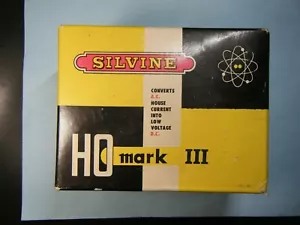 SILVINE
CONVERTS
A.C.
HOUSE
CURRENT
INTO
LOW
VOLTAGE
D.C.
HO mark III